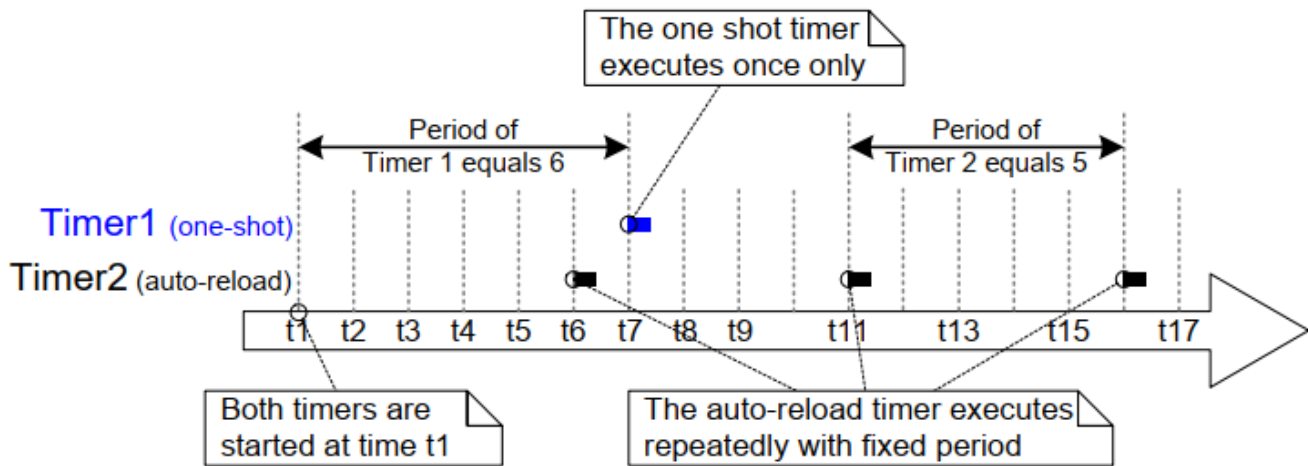 The one shot timer
executes once only
Period of
Timer 1 equals 6
Period of
Timer 2 equals 5
Timer1 (one-shot)
Timer2 (auto-reload)
t1 t2 t3 t4 t5 t6 t7 t8 t9 t11 t13 t15 t17
Both timers are
started at time t1
The auto-reload timer executes
repeatedly with fixed period